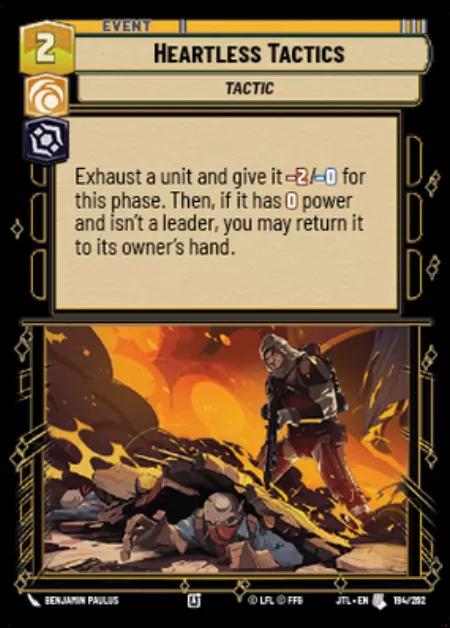 EVENT
2
HEARTLESS TACTICS
TACTIC
Exhaust a unit and give it -2/-0 for
this phase. Then, if it has 0 power
and isn't a leader, you may return it
to its owner's hand.
BENJAMIN PAULUS
© LFL © FFG
JTL•EN
194/262